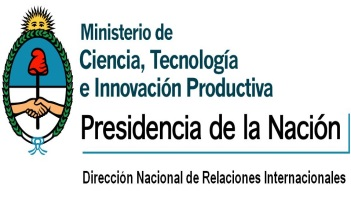 Ministerio de
Ciencia, Tecnología
e Innovación Productiva
Presidencia de la Nación
Dirección Nacional de Relaciones Internacionales